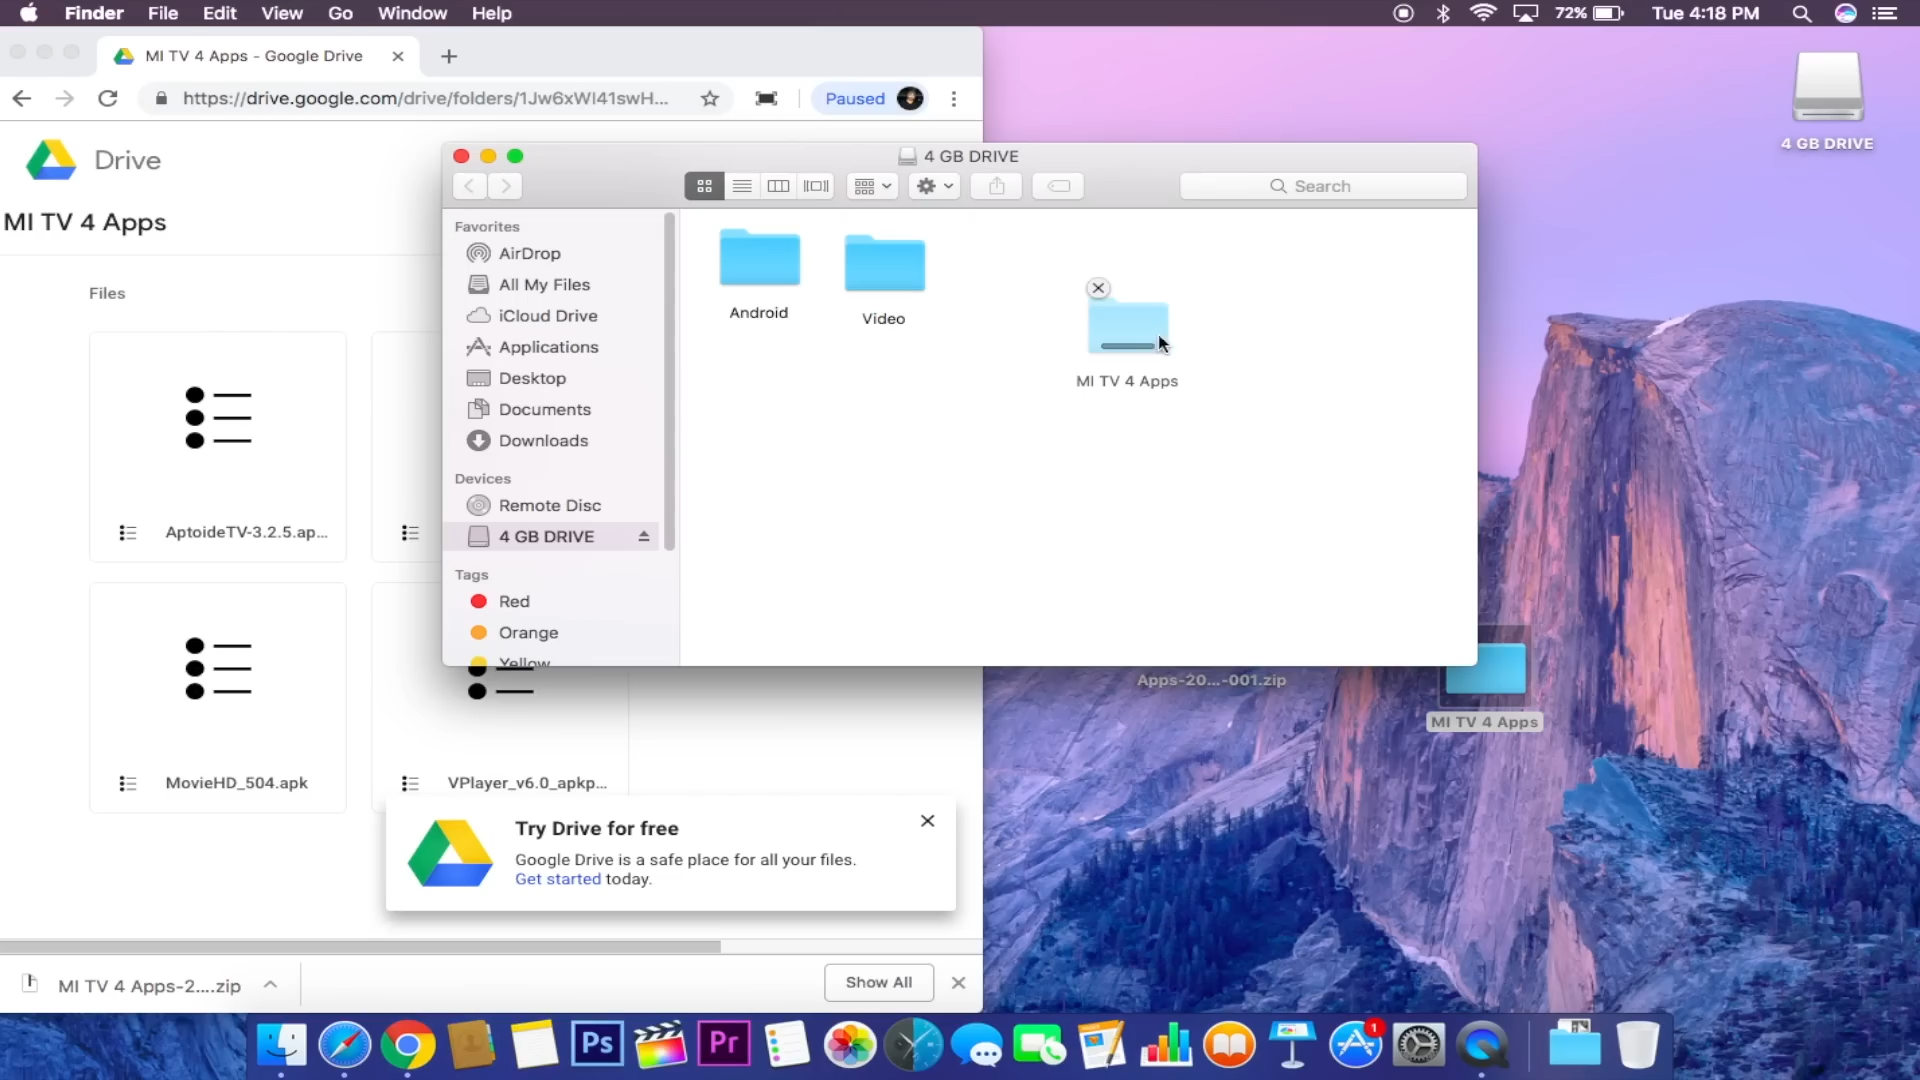 Finder File Edit View Go Window Help
72% Tue 4:18 PM
MI TV 4 Apps - Google Drive
https://drive.google.com/drive/folders/1Jw6xWl41swH...
Paused
Drive
MI TV 4 Apps
Files
AptoideTV-3.2.5.ap...
MovieHD_504.apk
VPlayer_v6.0_apkp...
Try Drive for free
Google Drive is a safe place for all your files.
Get started today.
MI TV 4 Apps-2....zip
Show All
4 GB DRIVE
Search
Favorites
AirDrop
All My Files
iCloud Drive
Applications
Desktop
Documents
Downloads
Devices
Remote Disc
4 GB DRIVE
Tags
Red
Orange
Yellow
Android
Video
MI TV 4 Apps
4 GB DRIVE
Apps-20...-001.zip
MI TV 4 Apps
Ps
Pr
1